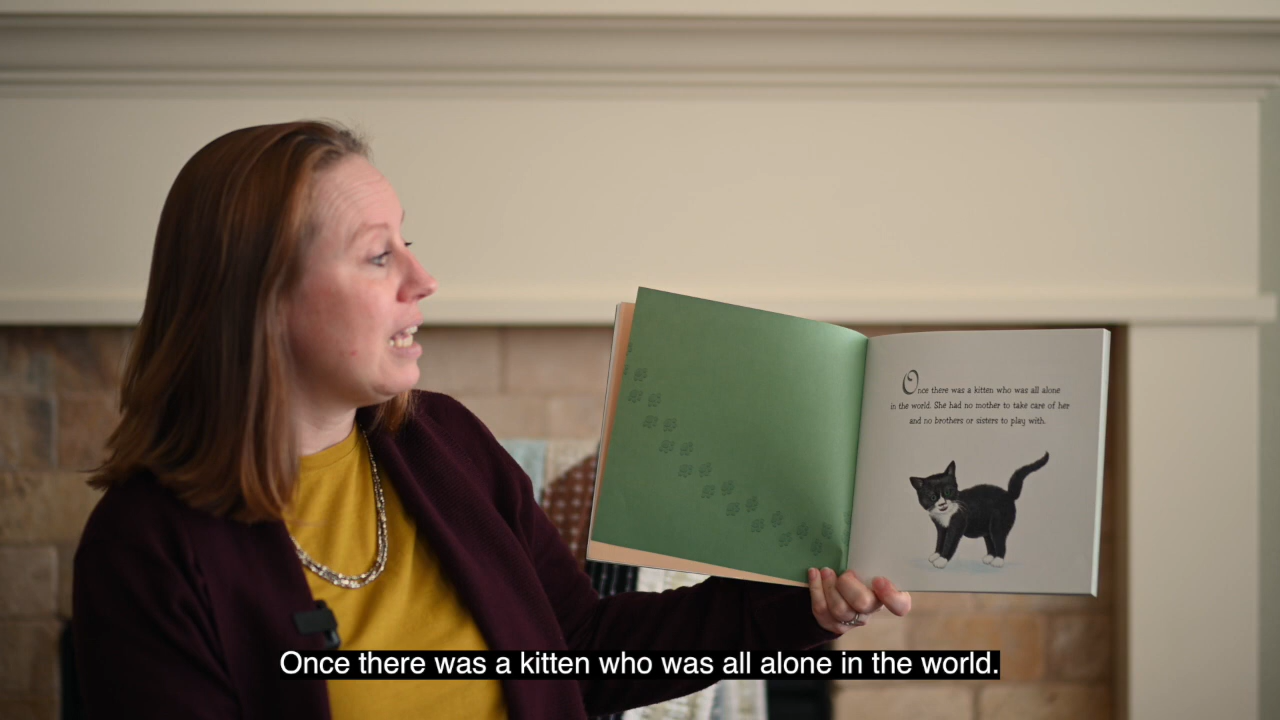 Once there was a kitten who was all alone
in the world. She had no mother to take care of her
and no brothers or sisters to play with.
Once there was a kitten who was all alone in the world.